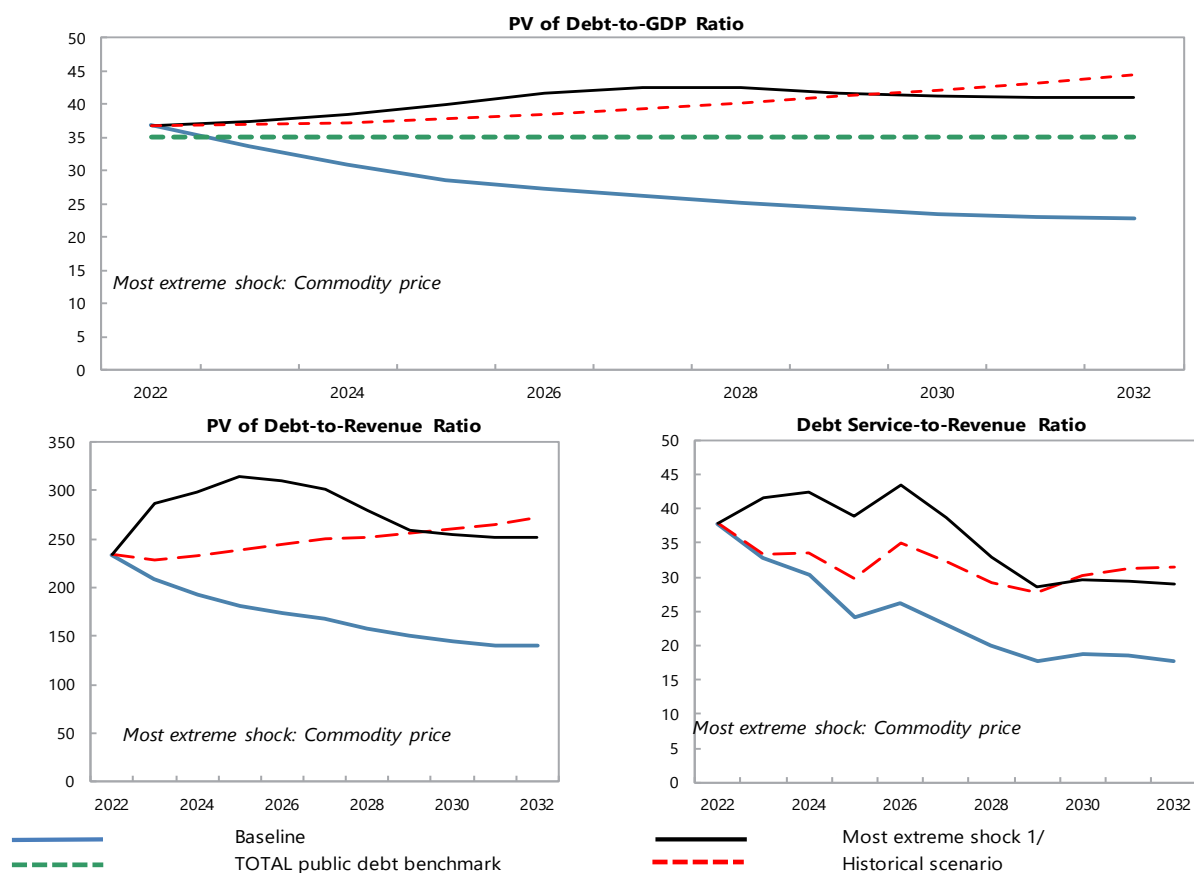 PV of Debt-to-GDP Ratio
50
45
40
35
30
25
20
15
10
5
0
Most extreme shock: Commodity price
2022 2024 2026 2028 2030 2032
PV of Debt-to-Revenue Ratio
350
300
250
200
150
100
50
0
Most extreme shock: Commodity price
2022 2024 2026 2028 2030 2032
Debt Service-to-Revenue Ratio
50
45
40
35
30
25
20
15
10
5
0
Most extreme shock: Commodity price
2022 2024 2026 2028 2030 2032
Baseline
Most extreme shock 1/
TOTAL public debt benchmark
Historical scenario